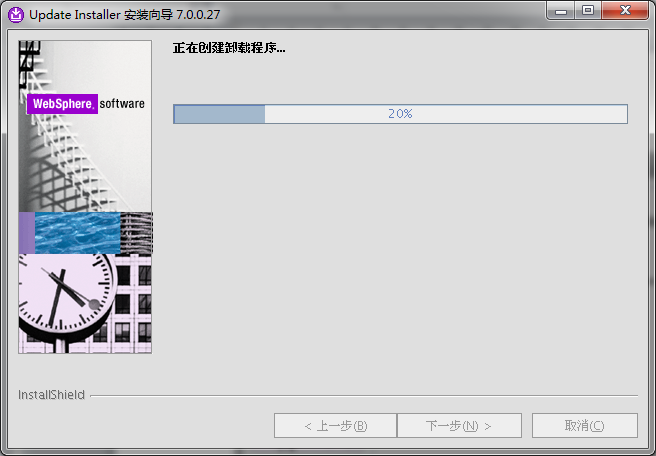 Update Installer 安装向导 7.0.0.27
正在创建卸载程序...
WebSphere. software
20%
InstallShield
< 上一步(B)
下一步(N) >
取消(C)